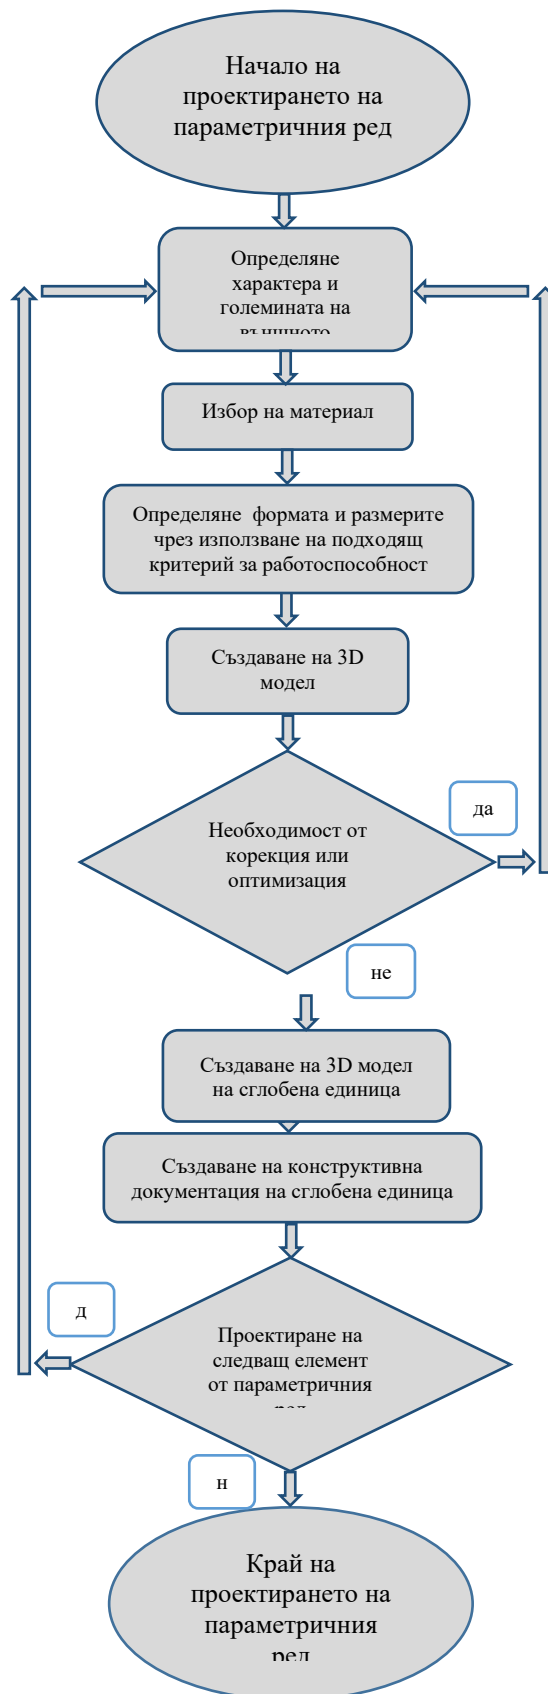 Начало на
проектирането на
параметричния ред
Определяне
характера и
големината на
външното
Избор на материал
Определяне формата и размерите
чрез използване на подходящ
критерий за работоспособност
Създаване на 3D
модел
Необходимост от
корекция или
оптимизация
да
не
Създаване на 3D модел
на сглобена единица
Създаване на конструктивна
документация на сглобена единица
д
Проектиране на
следващ елемент
от параметричния
ред
н
Край на
проектирането на
параметричния
ред